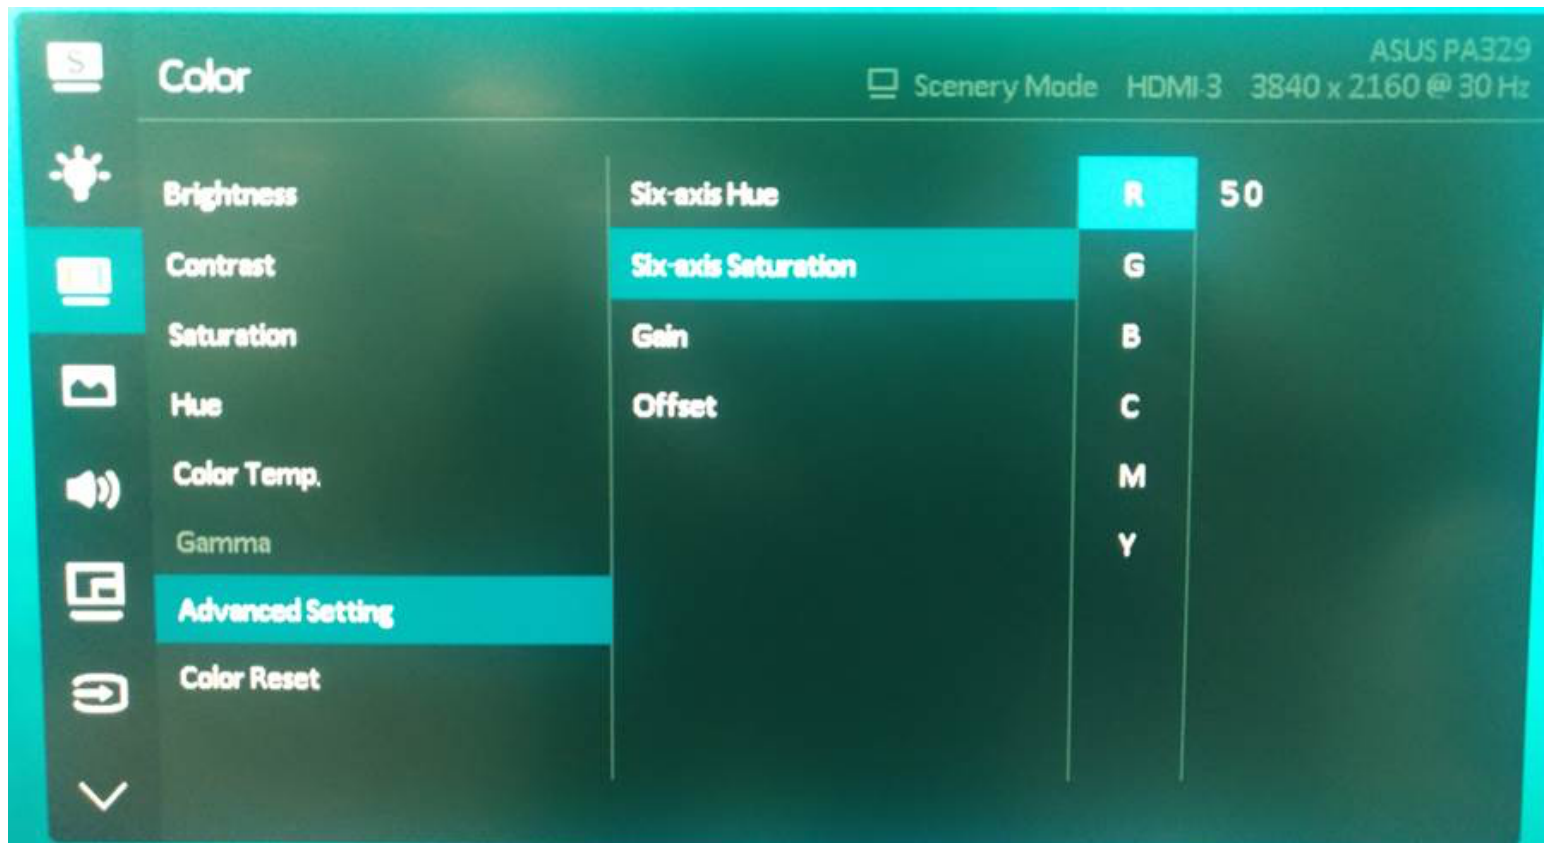 S
Color
ASUS PA329
Scenery Mode HDMI-3 3840 x 2160 @ 30 Hz
Brightness
Contrast
Saturation
Hue
Color Temp.
Gamma
Advanced Setting
Color Reset
Six-axis Hue
Six-axis Saturation
Gain
Offset
R 50
G
B
C
M
Y